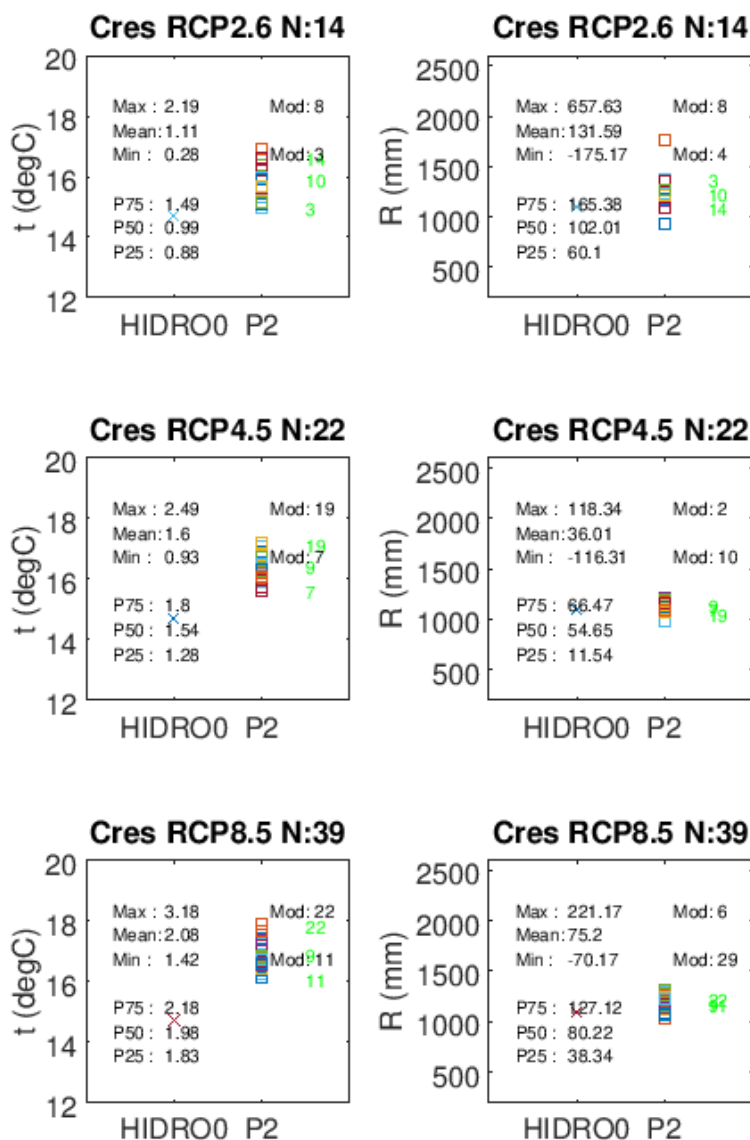 Cres RCP2.6 N:14
t (degC)
20
18
16
14
12
Max : 2.19 Mod: 8
Mean: 1.11
Min : 0.28 Mod: 3
P75 : 1.49
P50 : 0.99
P25 : 0.88
14
10
3
HIDRO0 P2
Cres RCP2.6 N:14
R (mm)
2500
2000
1500
1000
500
Max : 657.63 Mod: 8
Mean: 131.59
Min : -175.17 Mod: 4
P75 : 165.38
P50 : 102.01
P25 : 60.1
3
10
14
HIDRO0 P2
Cres RCP4.5 N:22
t (degC)
20
18
16
14
12
Max : 2.49 Mod: 19
Mean: 1.6
Min : 0.93 Mod: 7
P75 : 1.8
P50 : 1.54
P25 : 1.28
19
9
7
HIDRO0 P2
Cres RCP4.5 N:22
R (mm)
2500
2000
1500
1000
500
Max : 118.34 Mod: 2
Mean: 36.01
Min : -116.31 Mod: 10
P75 : 66.47
P50 : 54.65
P25 : 11.54
9
19
HIDRO0 P2
Cres RCP8.5 N:39
t (degC)
20
18
16
14
12
Max : 3.18 Mod: 22
Mean: 2.08
Min : 1.42 Mod: 11
P75 : 2.18
P50 : 1.98
P25 : 1.83
22
9
11
HIDRO0 P2
Cres RCP8.5 N:39
R (mm)
2500
2000
1500
1000
500
Max : 221.17 Mod: 6
Mean: 75.2
Min : -70.17 Mod: 29
P75 : 127.12
P50 : 80.22
P25 : 38.34
22
HIDRO0 P2